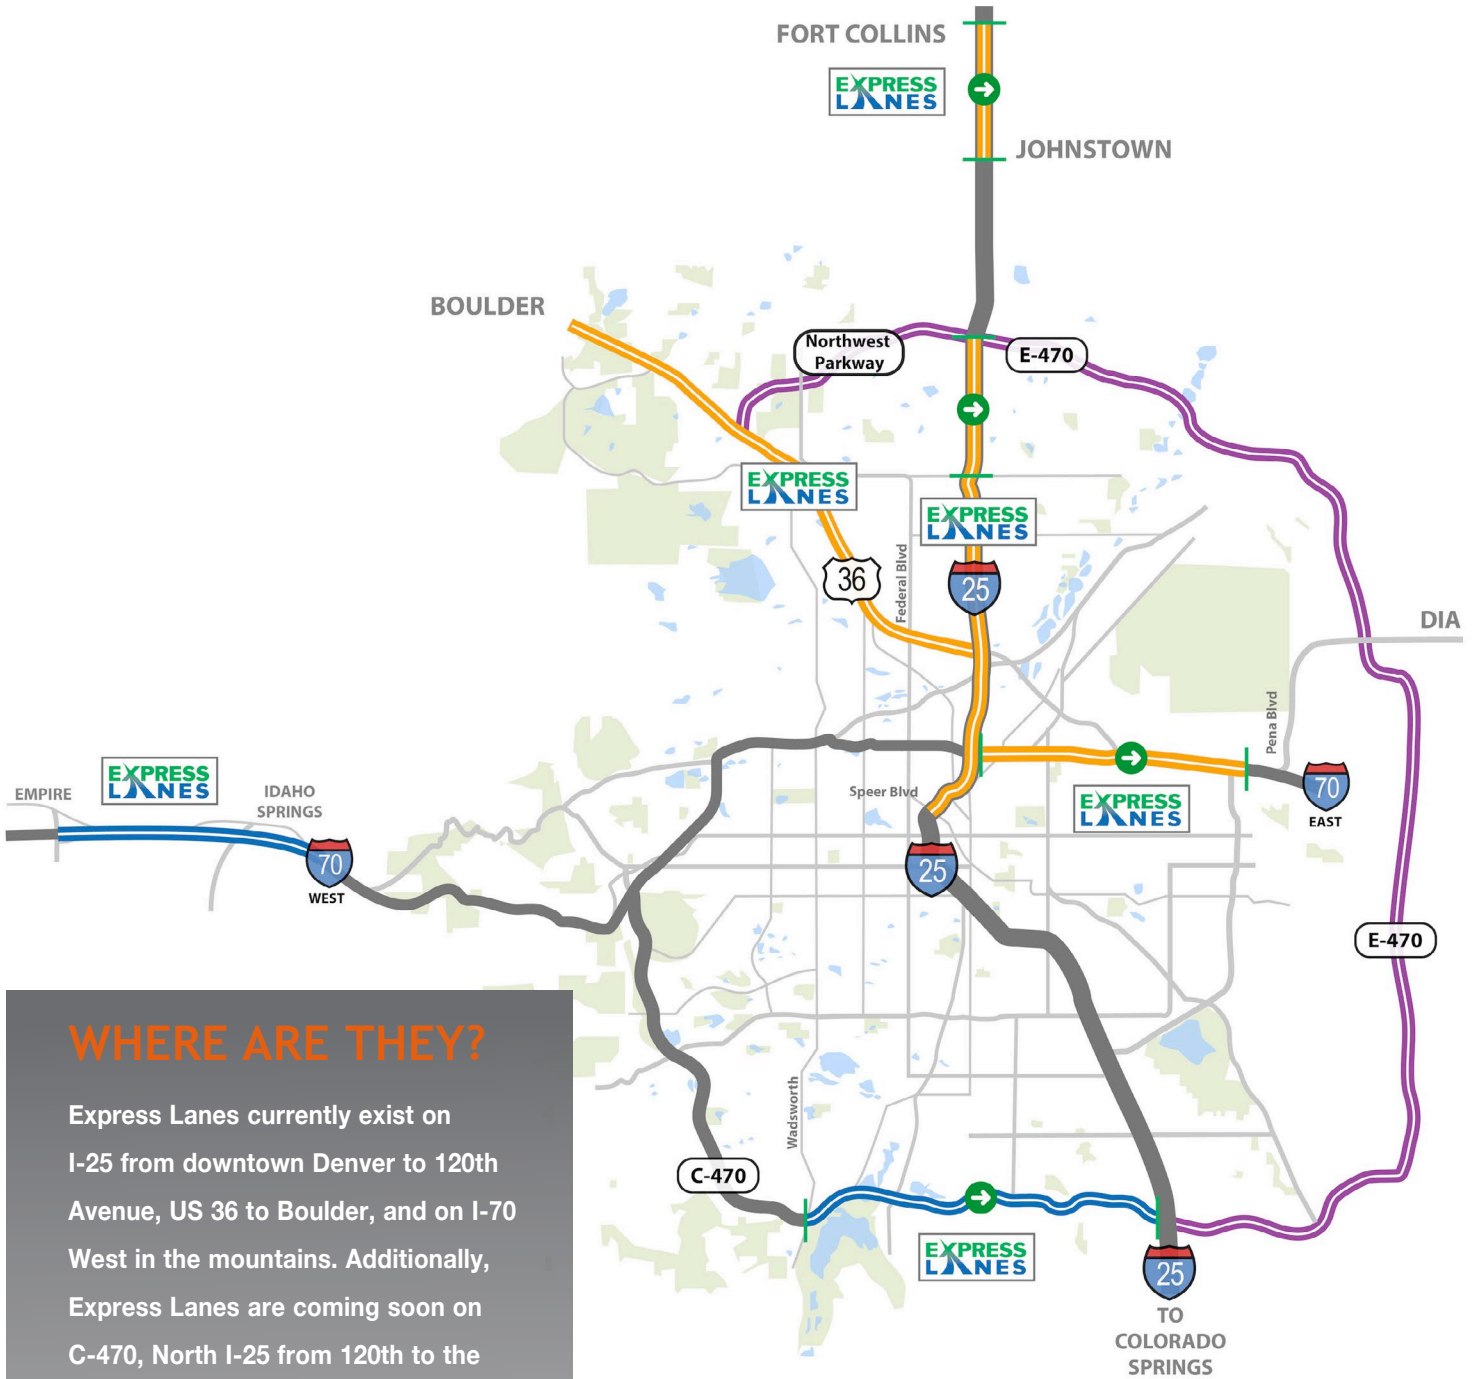 FORT COLLINS
EXPRESS
LANES
JOHNSTOWN
BOULDER
Northwest
Parkway
E-470
EXPRESS
LANES
EXPRESS
LANES
36
Federal Blvd
25
DIA
Pena Blvd
EXPRESS
LANES
EMPIRE
IDAHO
SPRINGS
Speer Blvd
70
EAST
EXPRESS
LANES
70
WEST
25
E-470
WHERE ARE THEY?
Express Lanes currently exist on
I-25 from downtown Denver to 120th
Avenue, US 36 to Boulder, and on I-70
West in the mountains. Additionally,
Express Lanes are coming soon on
C-470, North I-25 from 120th to the
Wadsworth
C-470
EXPRESS
LANES
25
TO
COLORADO
SPRINGS